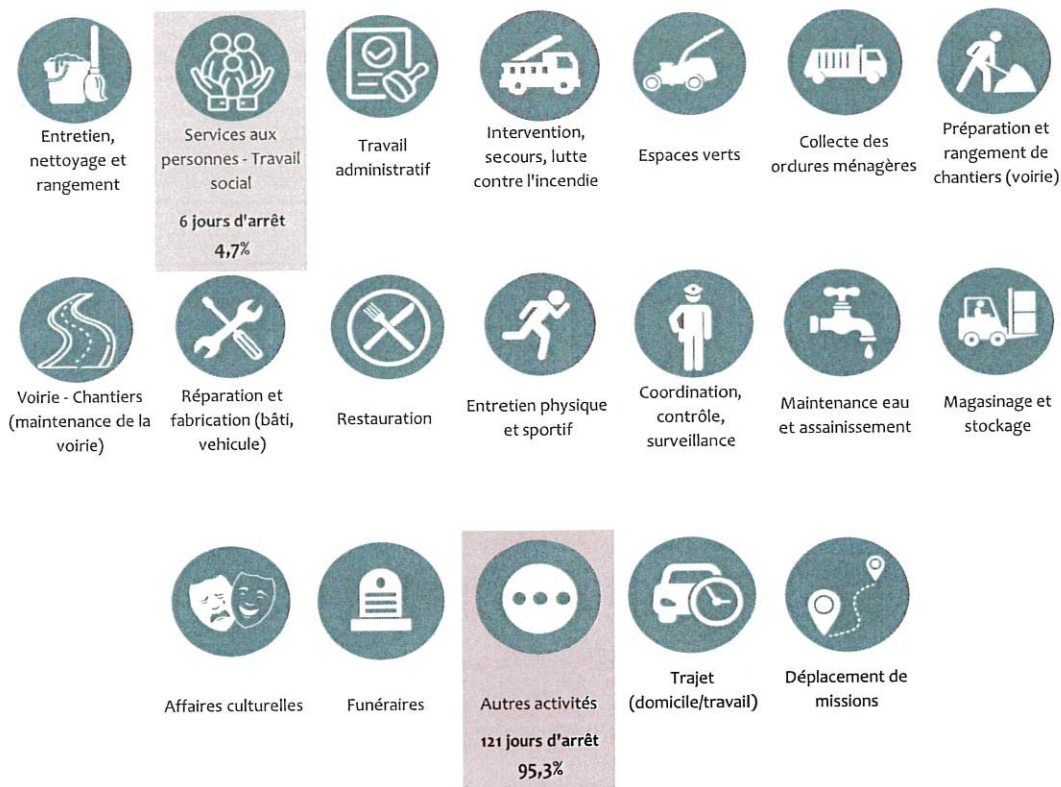 Entretien,
nettoyage et
rangement
Services aux
personnes - Travail
social
6 jours d'arrêt
4,7%
Travail
administratif
Intervention,
secours, lutte
contre l'incendie
Espaces verts
Collecte des
ordures ménagères
Préparation et
rangement de
chantiers (voirie)
Voirie - Chantiers
(maintenance de la
voirie)
Réparation et
fabrication (bâti,
vehicule)
Restauration
Entretien physique
et sportif
Coordination,
contrôle,
surveillance
Maintenance eau
et assainissement
Magasinage et
stockage
Affaires culturelles
Funéraires
Autres activités
121 jours d'arrêt
95,3%
Trajet
(domicile/travail)
Déplacement de
missions